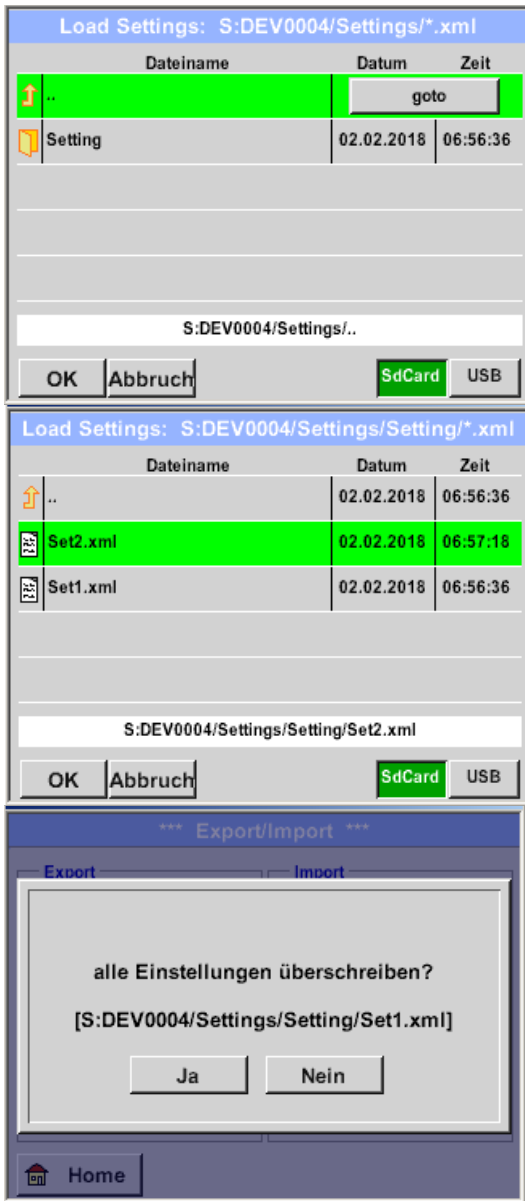 Load Settings: S:DEV0004/Settings/*.xml
Dateiname Datum Zeit
.. goto
Setting 02.02.2018 06:56:36
S:DEV0004/Settings/..
OK Abbruch SdCard USB
Load Settings: S:DEV0004/Settings/Setting/*.xml
Dateiname Datum Zeit
.. 02.02.2018 06:56:36
Set2.xml 02.02.2018 06:57:18
Set1.xml 02.02.2018 06:56:36
S:DEV0004/Settings/Setting/Set2.xml
OK Abbruch SdCard USB
*** Export/Import ***
Export Import
alle Einstellungen überschreiben?
[S:DEV0004/Settings/Setting/Set1.xml]
Ja Nein
Home